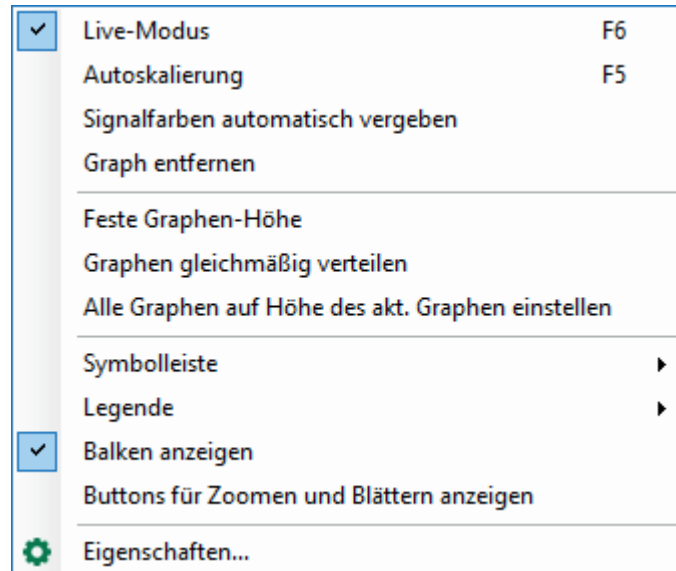 Live-Modus F6
Autoskalierung F5
Signalfarben automatisch vergeben
Graph entfernen
Feste Graphen-Höhe
Graphen gleichmäßig verteilen
Alle Graphen auf Höhe des akt. Graphen einstellen
Symbolleiste
Legende
Balken anzeigen
Buttons für Zoomen und Blättern anzeigen
Eigenschaften...